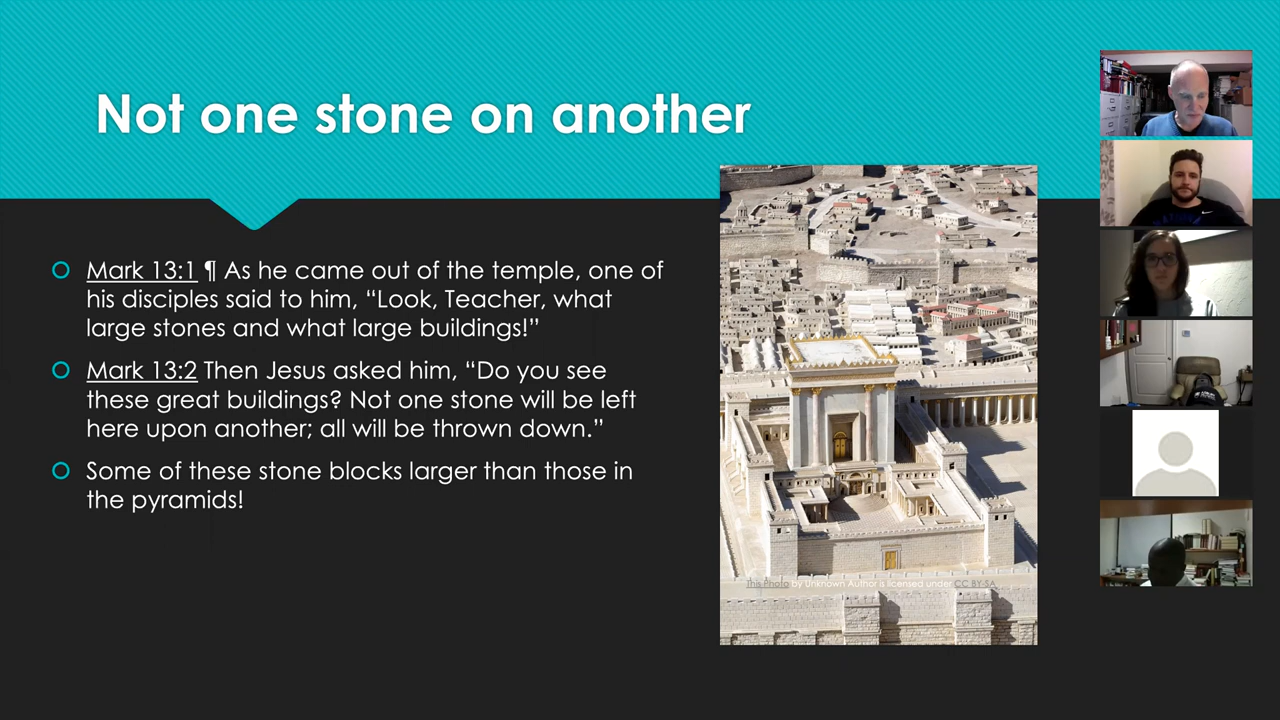 Not one stone on another
Mark 13:1 ¶ As he came out of the temple, one of
his disciples said to him, “Look, Teacher, what
large stones and what large buildings!”
Mark 13:2 Then Jesus asked him, “Do you see
these great buildings? Not one stone will be left
here upon another; all will be thrown down.”
Some of these stone blocks larger than those in
the pyramids!
This Photo by Unknown Author is licensed under CC BY-SA